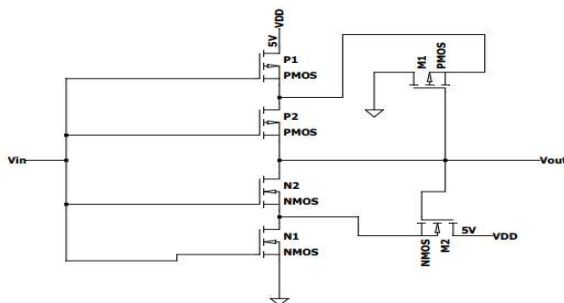 5V VDD
P1
PMOS
M1 PMOS
P2
PMOS
Vin
Vout
N2
NMOS
5V
VDD
NMOS M2
N1
NMOS